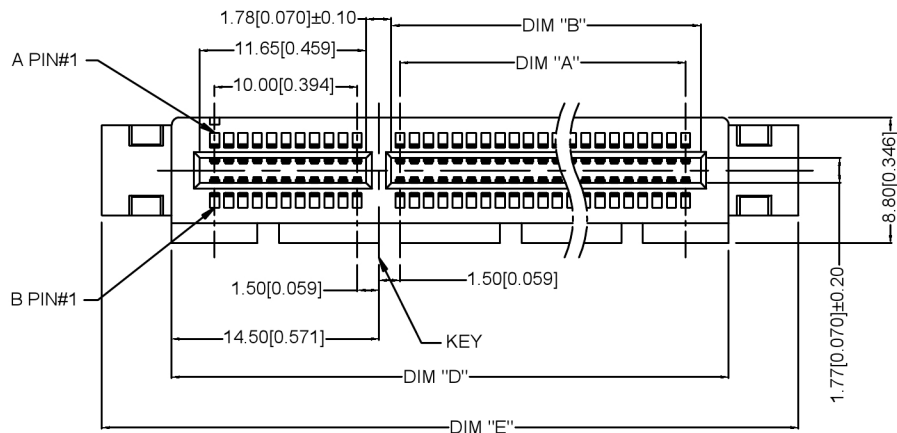 1.78[0.070]±0.10
DIM "B"
11.65[0.459]
DIM "A"
A PIN#1
10.00[0.394]
8.80[0.346]
1.77[0.070]±0.20
B PIN#1
1.50[0.059]
1.50[0.059]
14.50[0.571]
KEY
DIM "D"
DIM "E"